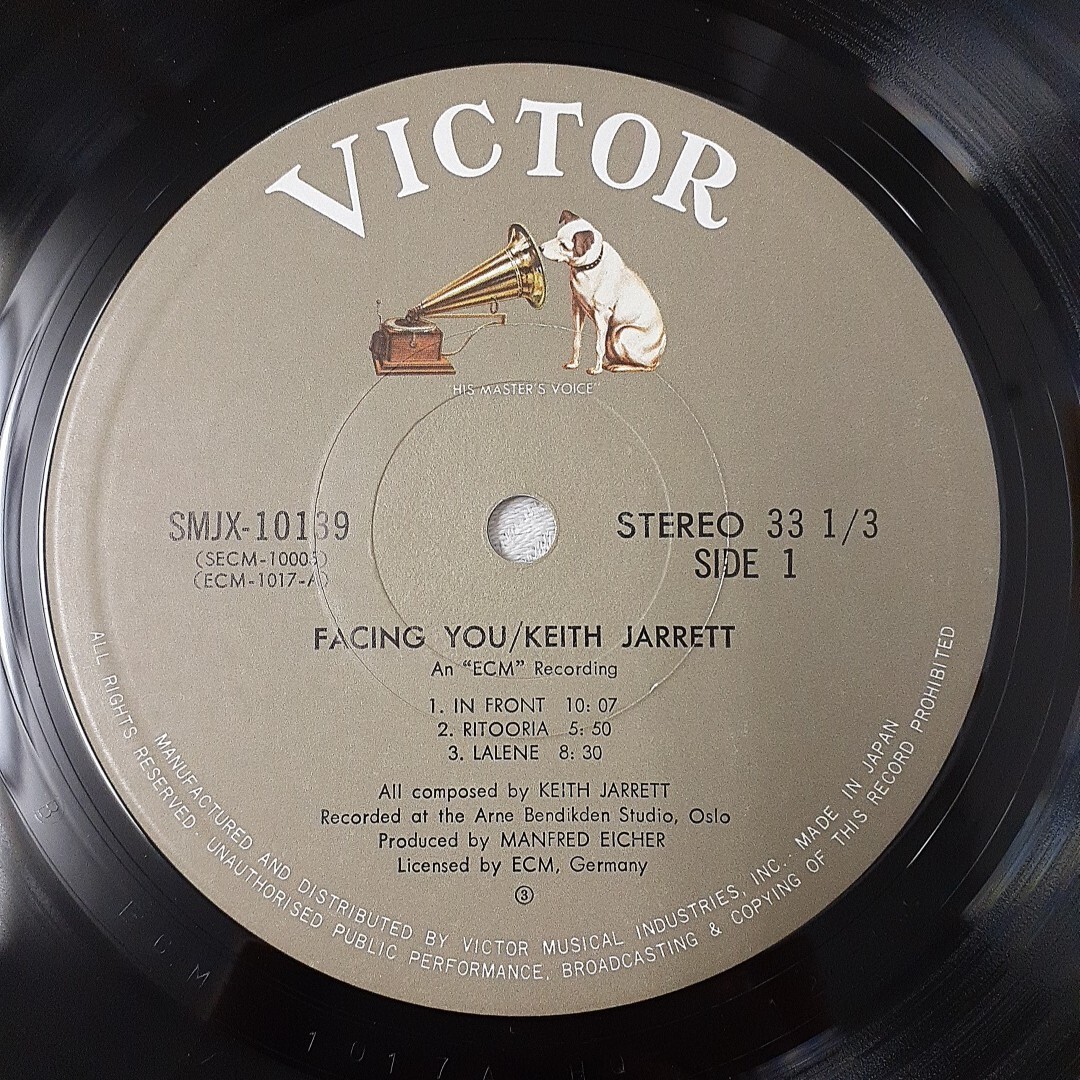 VICTOR
"HIS MASTER'S VOICE"
SMJX-10139
(SECM-10005)
(ECM-1017-A)
STEREO 33 1/3
SIDE 1
FACING YOU/KEITH JARRETT
An "ECM" Recording
1. IN FRONT 10: 07
2. RITOORIA 5: 50
3. LALENE 8: 30
All composed by KEITH JARRETT
Recorded at the Arne Bendikden Studio, Oslo
Produced by MANFRED EICHER
Licensed by ECM, Germany
③
MANUFACTURED AND DISTRIBUTED BY VICTOR MUSICAL INDUSTRIES, INC.. MADE IN JAPAN
ALL RIGHTS RESERVED. UNAUTHORISED PUBLIC PERFORMANCE, BROADCASTING & COPYING OF THIS RECORD PROHIBITED
1017A